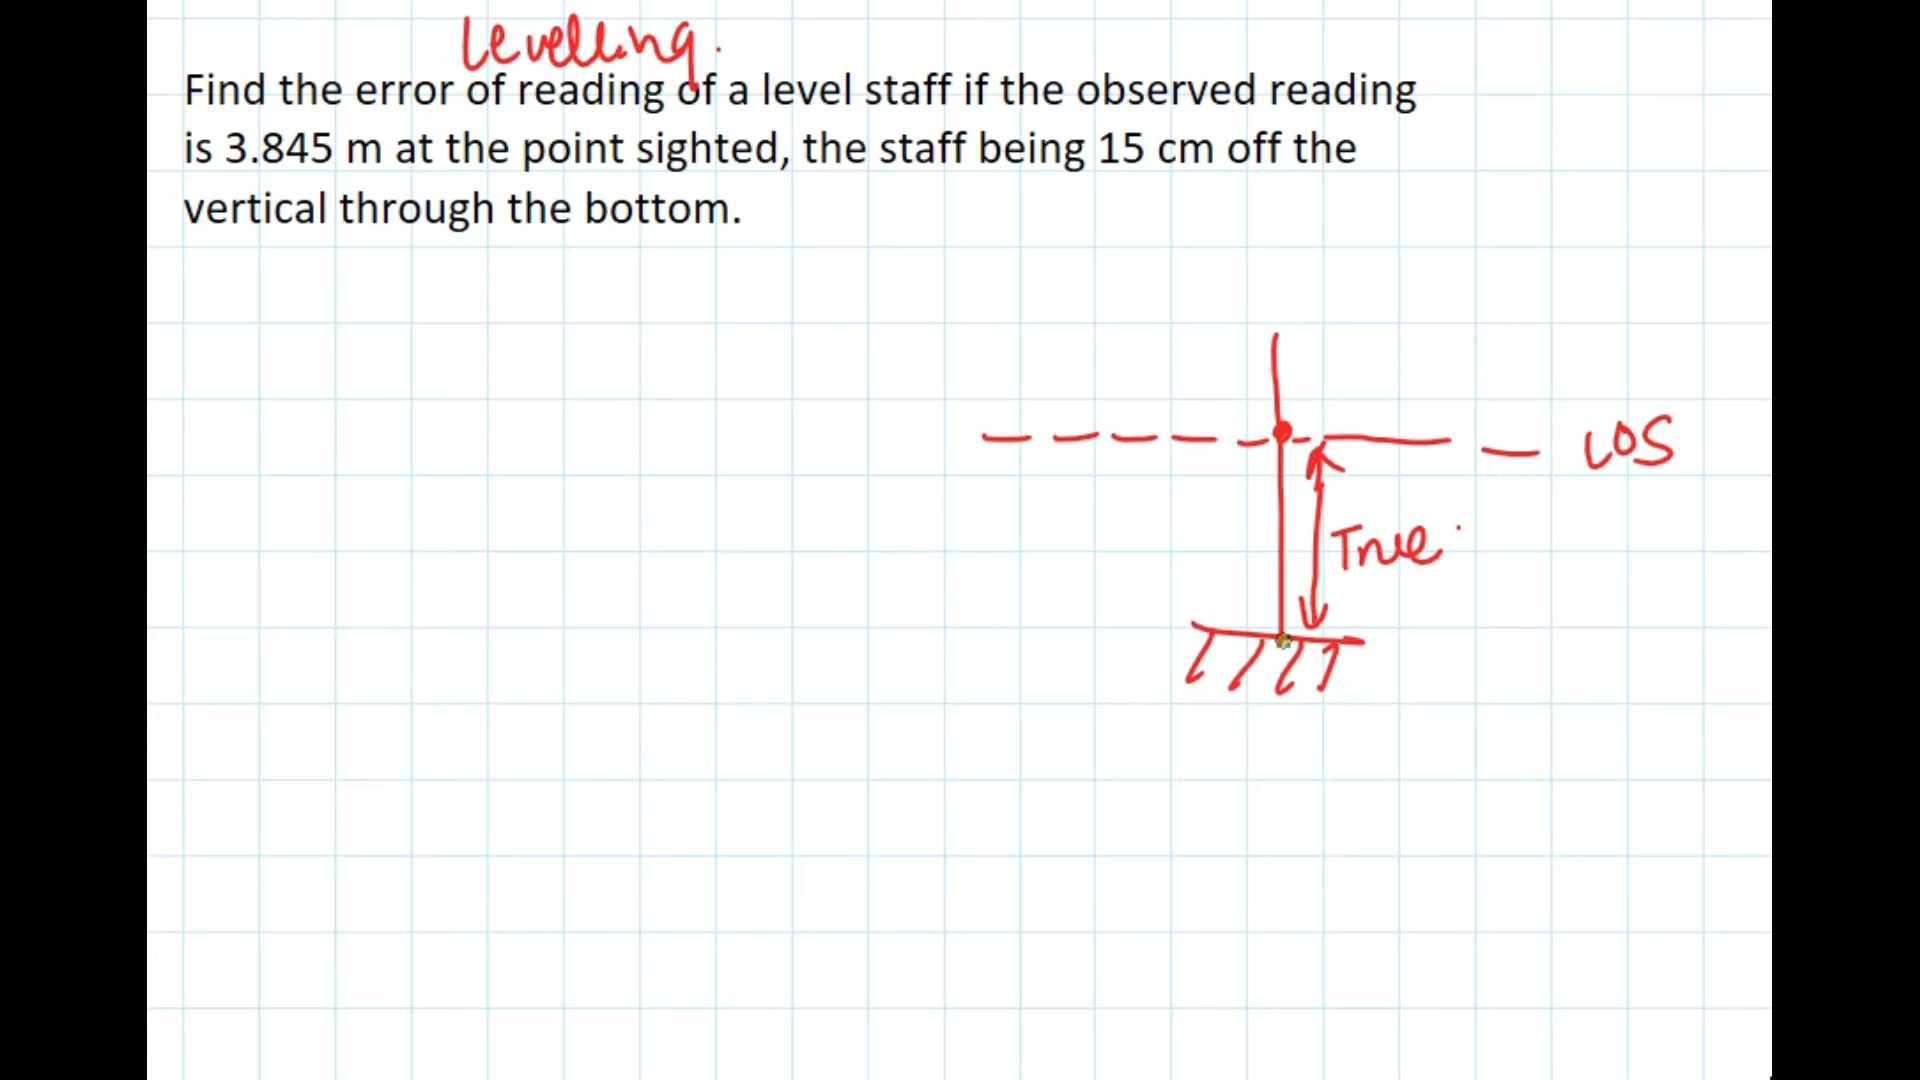 Levelling.
Find the error of reading of a level staff if the observed reading
is 3.845 m at the point sighted, the staff being 15 cm off the
vertical through the bottom.
LOS
True